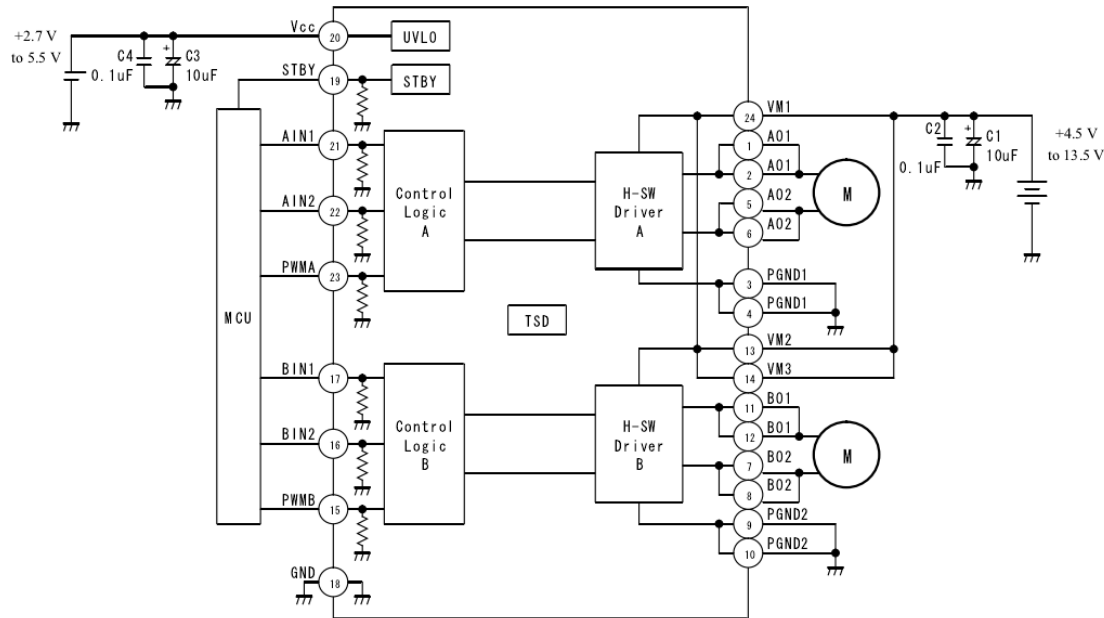 Vcc
20
UVLO
+2.7 V
to 5.5 V
C4
0.1uF
+
C3
10uF
STBY
19
STBY
AIN1
21
AIN2
22
PWMA
23
Control
Logic
A
H-SW
Driver
A
24
VM1
1
AO1
2
AO1
5
AO2
6
AO2
M
C2
0.1uF
+
C1
10uF
+4.5 V
to 13.5 V
3
PGND1
4
PGND1
MCU
TSD
13
VM2
14
VM3
BIN1
17
BIN2
16
PWMB
15
Control
Logic
B
H-SW
Driver
B
11
BO1
12
BO1
7
BO2
8
BO2
M
9
PGND2
10
PGND2
GND
18